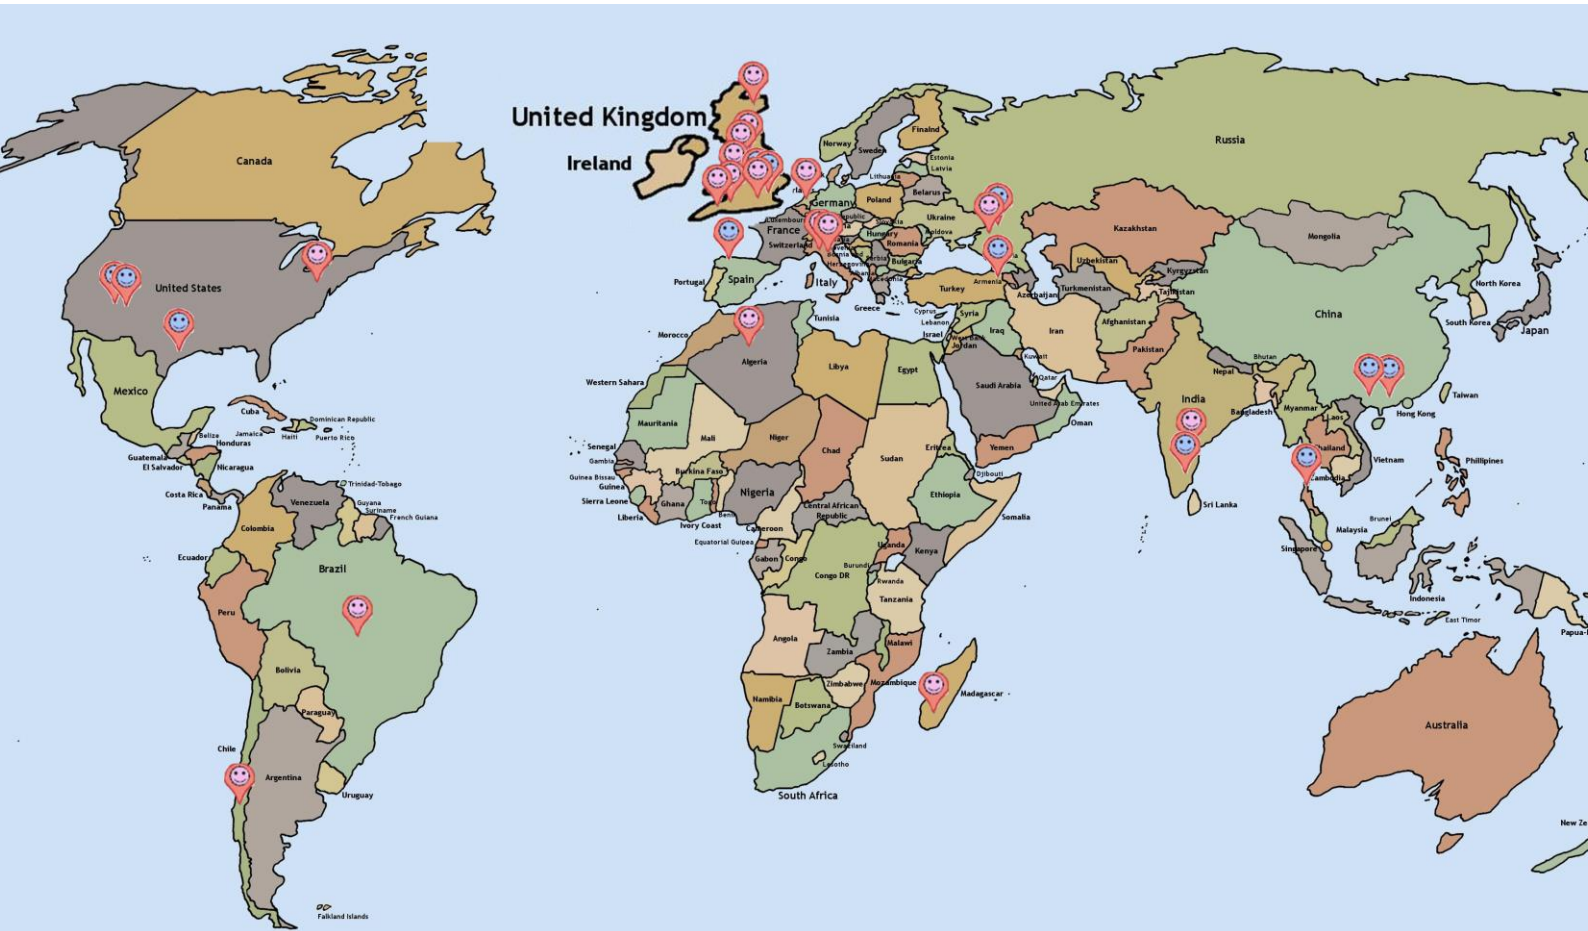 United Kingdom
Ireland
Canada
United States
Mexico
Cuba
Dominican Republic
Jamaica
Haiti
Puerto Rico
Belize
Honduras
Guatemala
El Salvador
Nicaragua
Costa Rica
Panama
Trinidad-Tobago
Venezuela
Guyana
Suriname
French Guiana
Colombia
Ecuador
Brazil
Peru
Bolivia
Paraguay
Chile
Argentina
Uruguay
Falkland Islands
Norway
Sweden
Finalnd
Russia
Estonia
Latvia
Lithuania
Belarus
Poland
Germany
Ukraine
Moldova
France
Switzerland
Hungary
Romania
Bulgaria
Portugal
Spain
Italy
Greece
Turkey
Armenia
Azerbaijan
Cyprus
Lebanon
Israel
Syria
Iraq
Iran
Jordan
Kuwait
Qatar
Saudi Arabia
United Arab Emirates
Oman
Yemen
Kazakhstan
Uzbekistan
Kyrgyzstan
Turkmenistan
Tajikistan
Afghanistan
Pakistan
Mongolia
China
North Korea
South Korea
Japan
India
Nepal
Bhutan
Bangladesh
Myanmar
Laos
Thailand
Cambodia
Vietnam
Hong Kong
Taiwan
Phillipines
Sri Lanka
Malaysia
Brunei
Singapore
Indonesia
East Timor
Australia
Morocco
Tunisia
Algeria
Libya
Egypt
Western Sahara
Mauritania
Mali
Niger
Chad
Sudan
Eritrea
Djibouti
Senegal
Gambia
Guinea Bissau
Guinea
Sierra Leone
Liberia
Burkina Faso
Ghana
Ivory Coast
Nigeria
Cameroon
Central African
Republic
Ethiopia
Somalia
Equatorial Guinea
Gabon
Congo
Congo DR
Uganda
Kenya
Burundi
Rwanda
Tanzania
Angola
Zambia
Malawi
Zimbabwe
Mozambique
Madagascar
Namibia
Botswana
Swaziland
Lesotho
South Africa